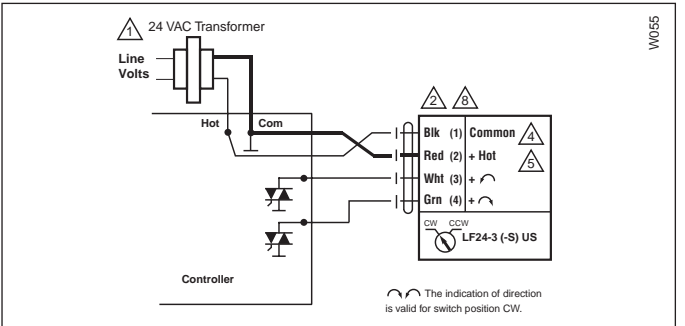 1 24 VAC Transformer
W055
Line
Volts
Hot Com
2 8
Blk (1) Common 4
Red (2) + Hot 5
Wht (3) +
Grn (4) +
CW CCW
LF24-3 (-S) US
Controller
The indication of direction
is valid for switch position CW.